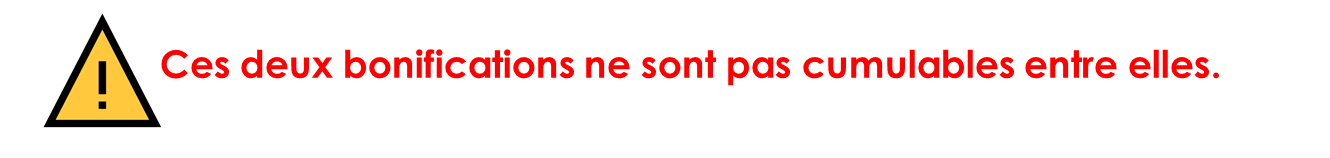 Ces deux bonifications ne sont pas cumulables entre elles.